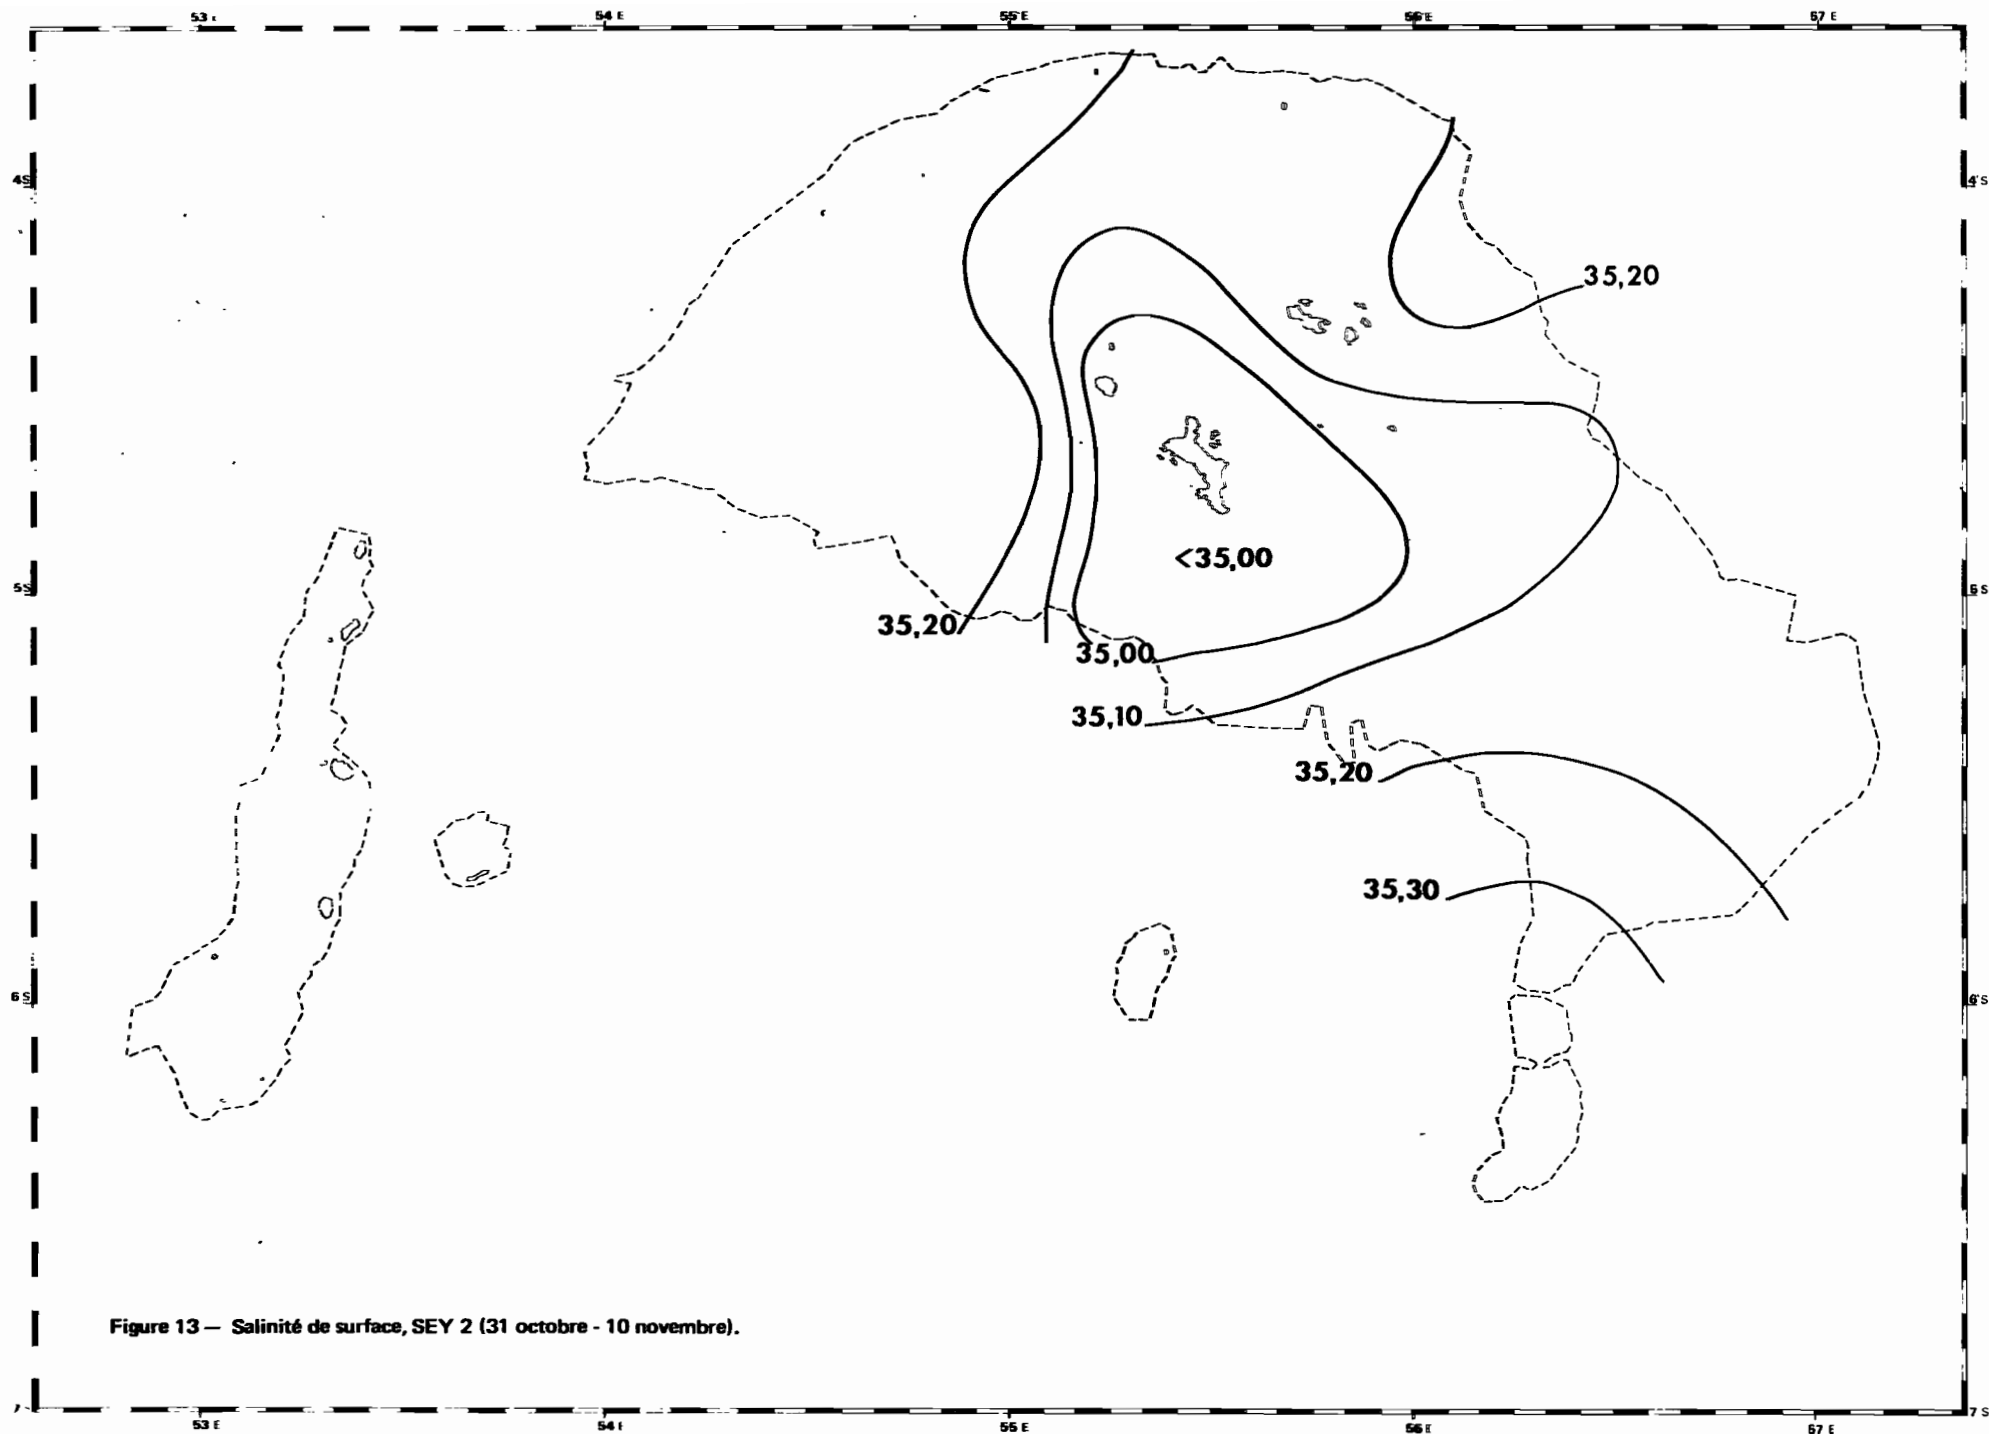 53 E
54 E
55°E
56°E
57 E
4S
4°S
35,20
<35,00
5S
5 S
35,20
35,00
35,10
35,20
35,30
6 S
6°S
Figure 13 — Salinité de surface, SEY 2 (31 octobre - 10 novembre).
7 S
53 E
54 E
55 E
56 E
57 E